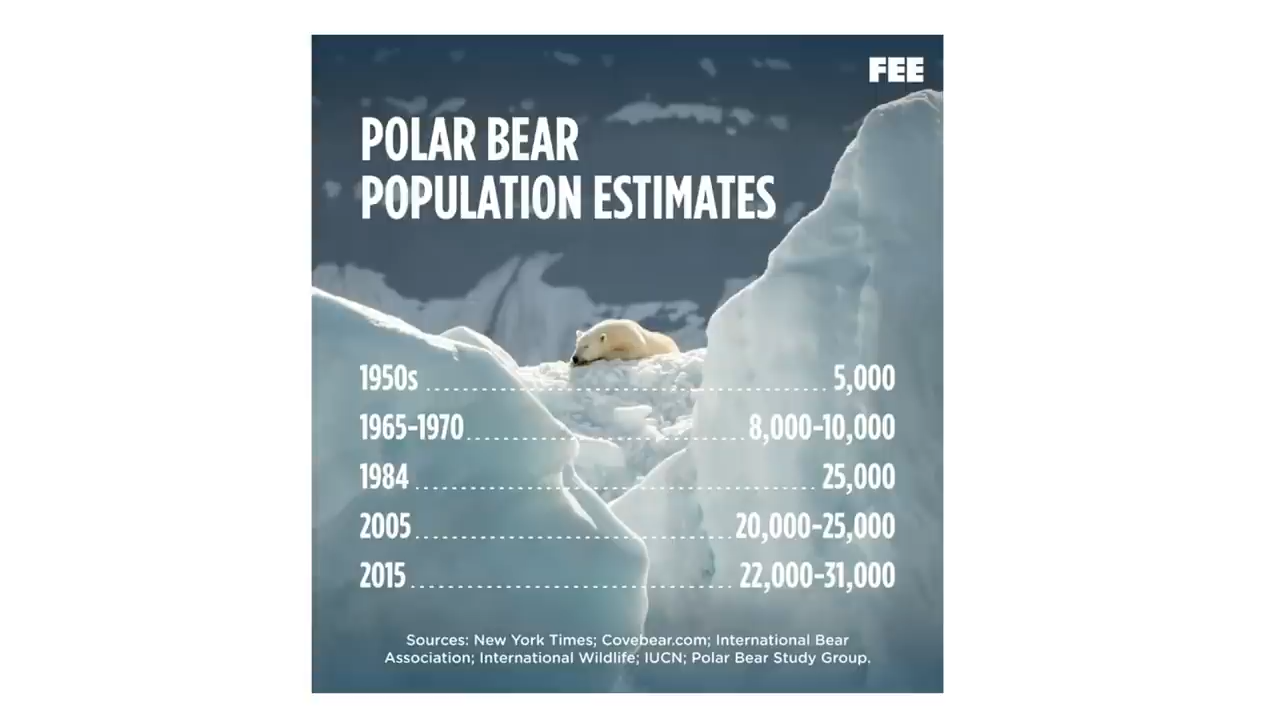 FEE
POLAR BEAR
POPULATION ESTIMATES
1950s ........................................ 5,000
1965-1970 ........................................ 8,000-10,000
1984 ........................................ 25,000
2005 ........................................ 20,000-25,000
2015 ........................................ 22,000-31,000
Sources: New York Times; Covebear.com; International Bear
Association; International Wildlife; IUCN; Polar Bear Study Group.